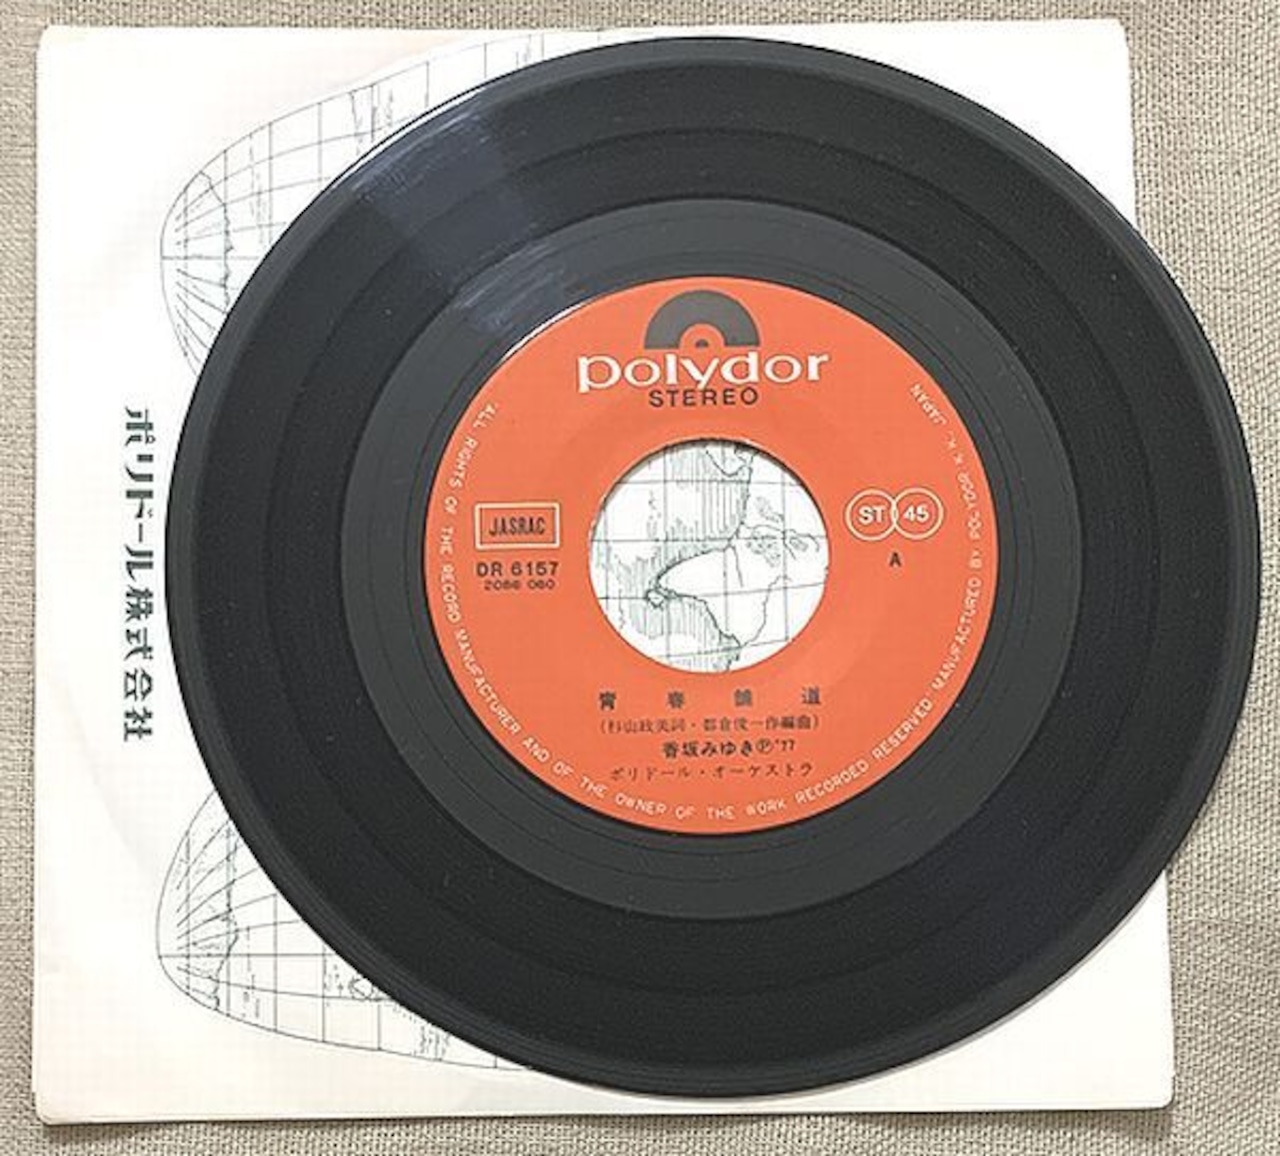 polydor
STEREO
JASRAC
DR 6157
2086 060
ST 45
A
青春舗道
(杉山政美詞・都倉俊一作編曲)
香坂みゆきⓅ'77
ポリドール・オーケストラ
ALL RIGHTS OF THE RECORD MANUFACTURER AND OF THE OWNER OF THE WORK RECORDED RESERVED MANUFACTURED BY POLYDOR K.K., JAPAN
ポリドール株式会社